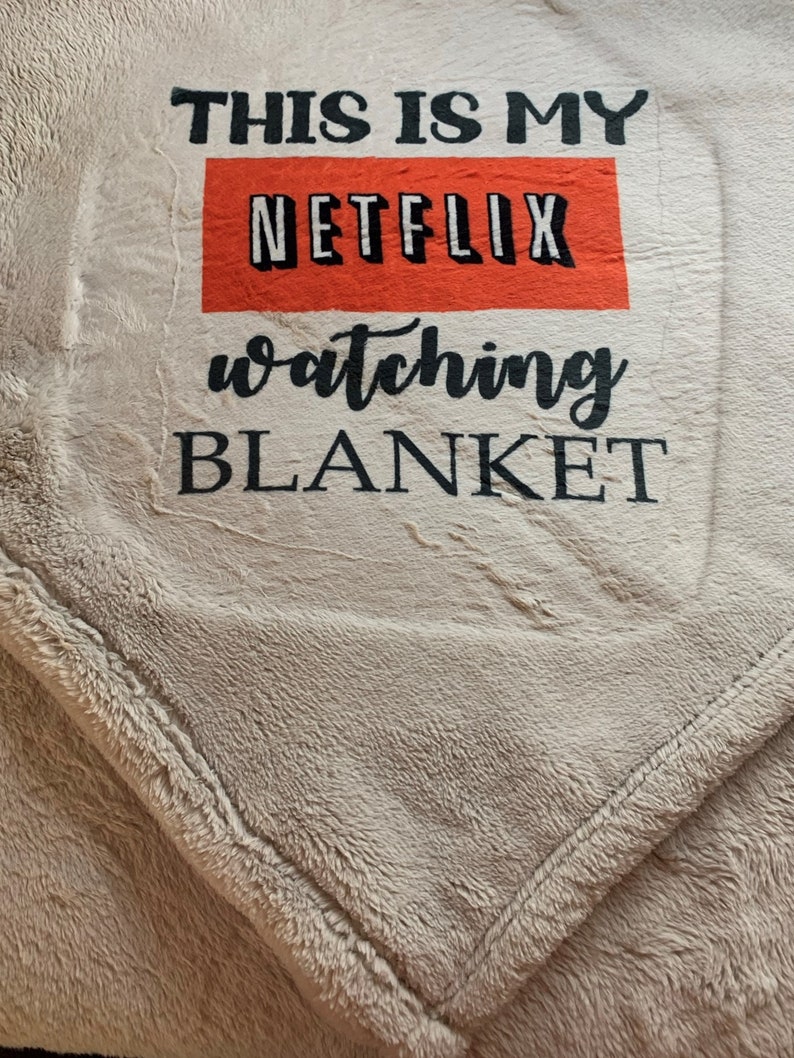 THIS IS MY
NETFLIX
watching
BLANKET